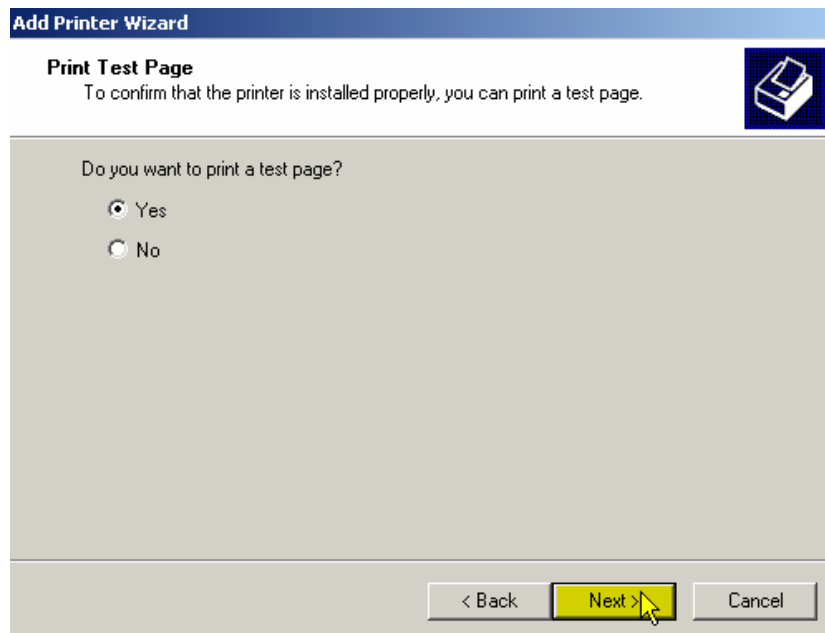 Add Printer Wizard
Print Test Page
To confirm that the printer is installed properly, you can print a test page.
Do you want to print a test page?
Yes
No
< Back
Next >
Cancel